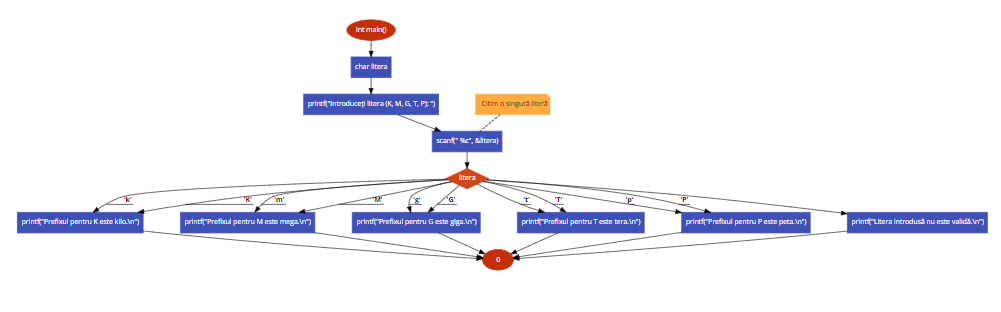 int main()
char litera
printf("Introduceți litera (K, M, G, T, P): ")
Citim o singură literă
scanf(" %c", &litera)
litera
'k' 'K' 'm' 'M' 'g' 'G' 't' 'T' 'p' 'P'
printf("Prefixul pentru K este kilo.\n")
printf("Prefixul pentru M este mega.\n")
printf("Prefixul pentru G este giga.\n")
printf("Prefixul pentru T este tera.\n")
printf("Prefixul pentru P este peta.\n")
printf("Litera introdusă nu este validă.\n")
0